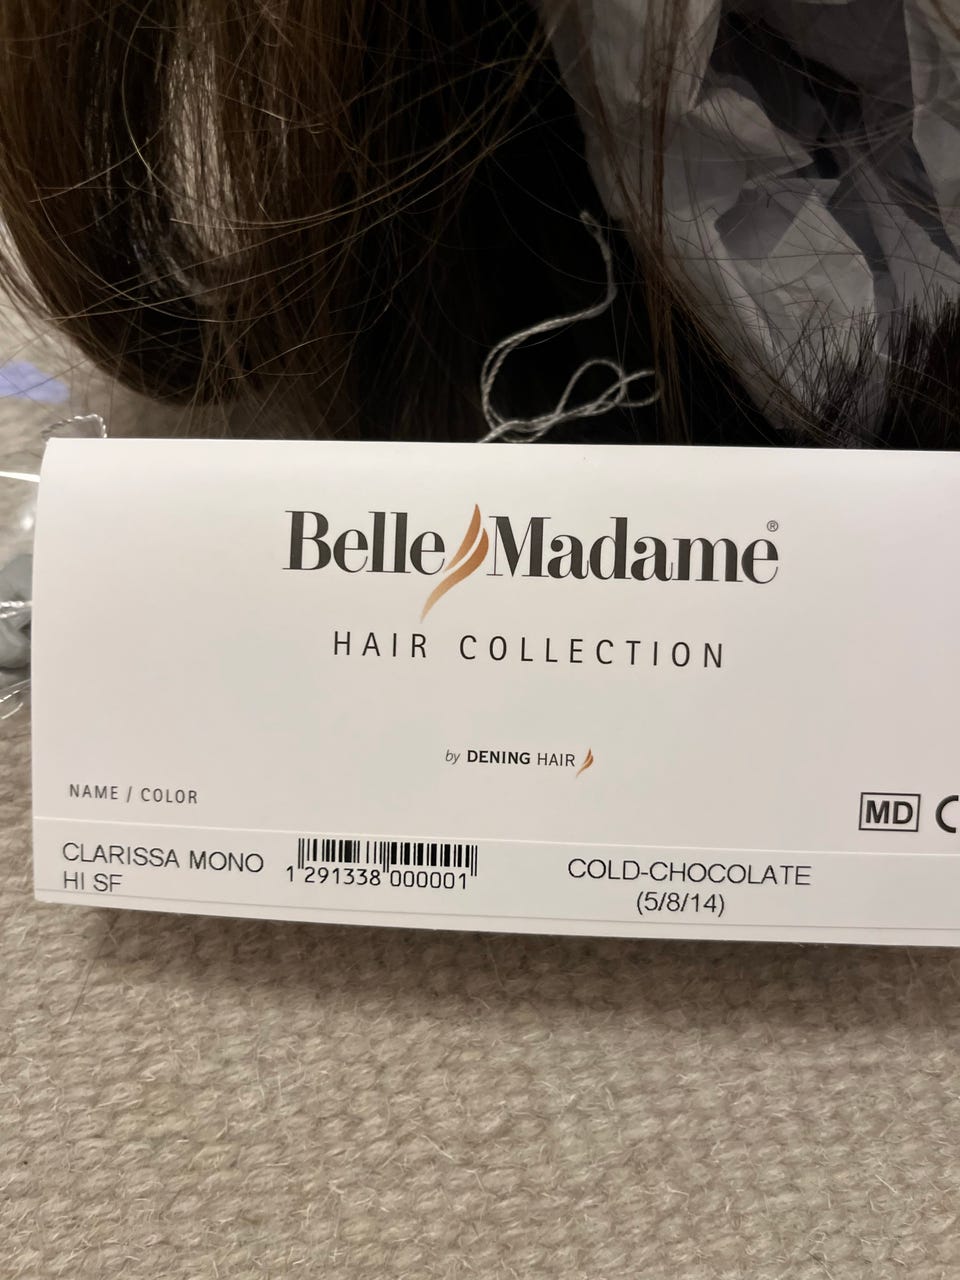 Belle Madame®
HAIR COLLECTION
by DENING HAIR
NAME / COLOR
MD
CLARISSA MONO
HI SF
1 291338 000001
COLD-CHOCOLATE
(5/8/14)